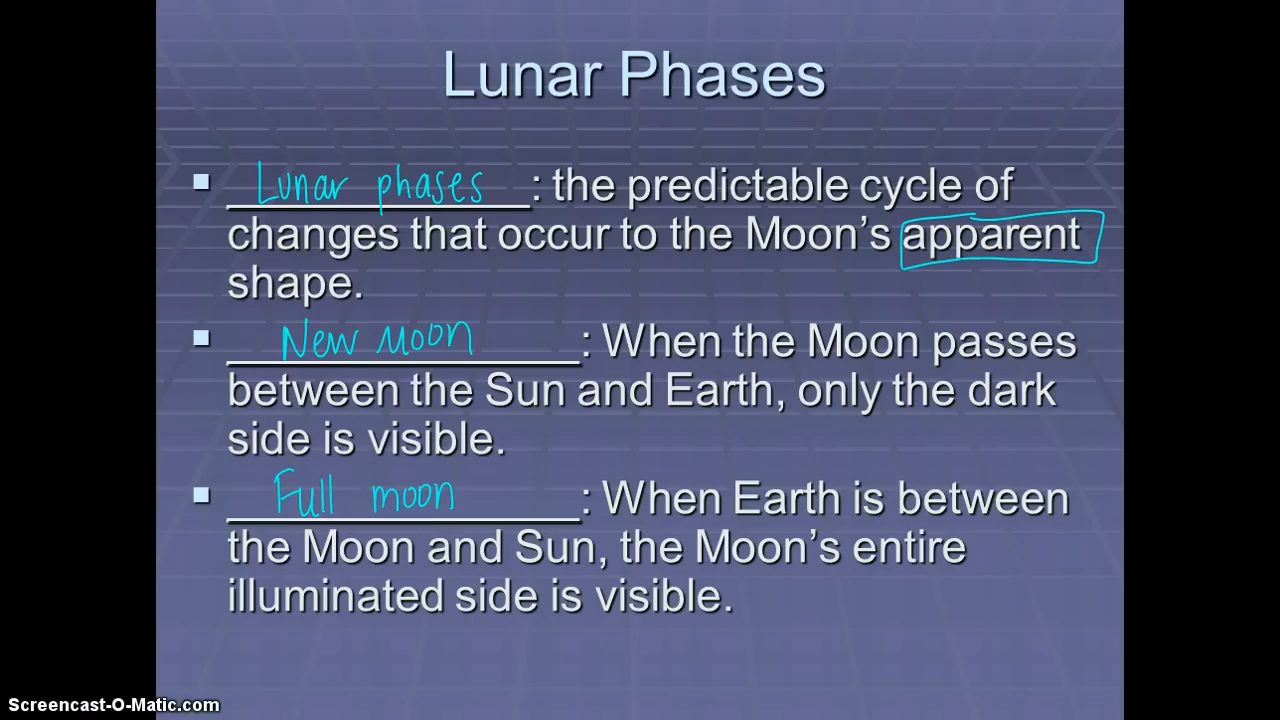 Lunar Phases
Lunar phases : the predictable cycle of
changes that occur to the Moon’s apparent
shape.
New Moon : When the Moon passes
between the Sun and Earth, only the dark
side is visible.
Full moon : When Earth is between
the Moon and Sun, the Moon’s entire
illuminated side is visible.
Screencast-O-Matic.com